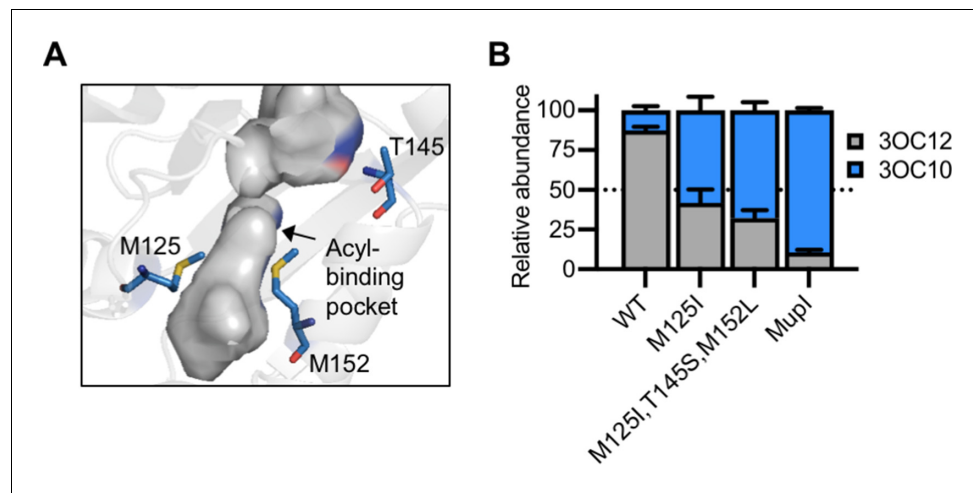 A
T145
M125
Acyl-
binding
pocket
M152
B
Relative abundance
100
75
50
25
0
WT
M125I
M125I,T145S,M152L
MupI
3OC12
3OC10